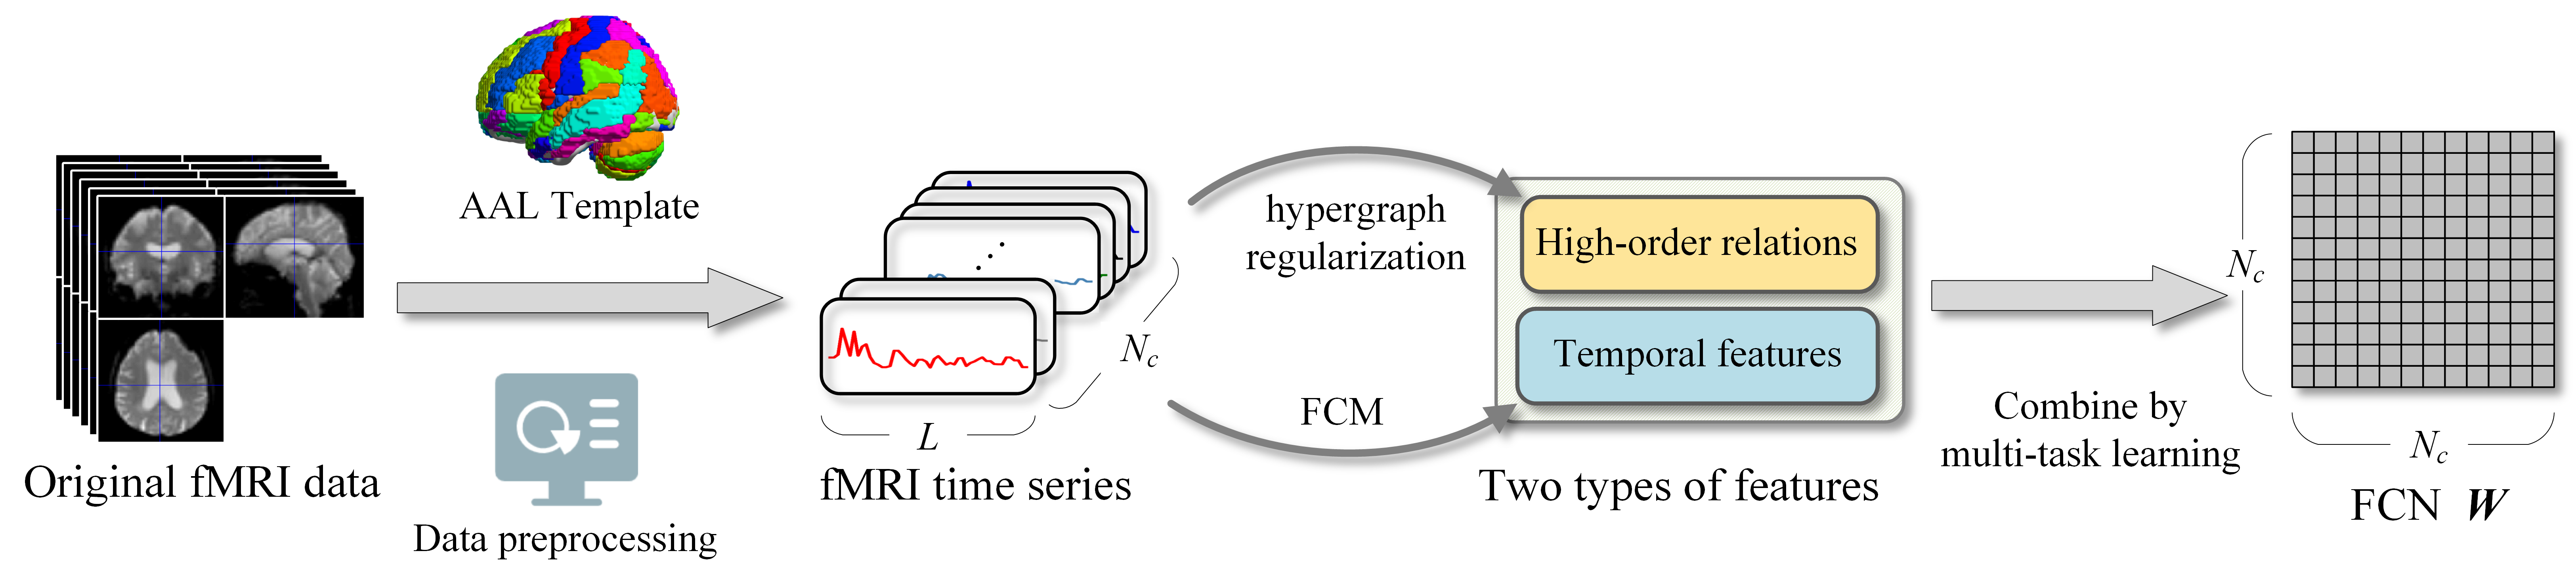 AAL Template
Original fMRI data
Data preprocessing
N_c
L
fMRI time series
hypergraph
regularization
FCM
High-order relations
Temporal features
Two types of features
Combine by
multi-task learning
N_c
N_c
FCN W